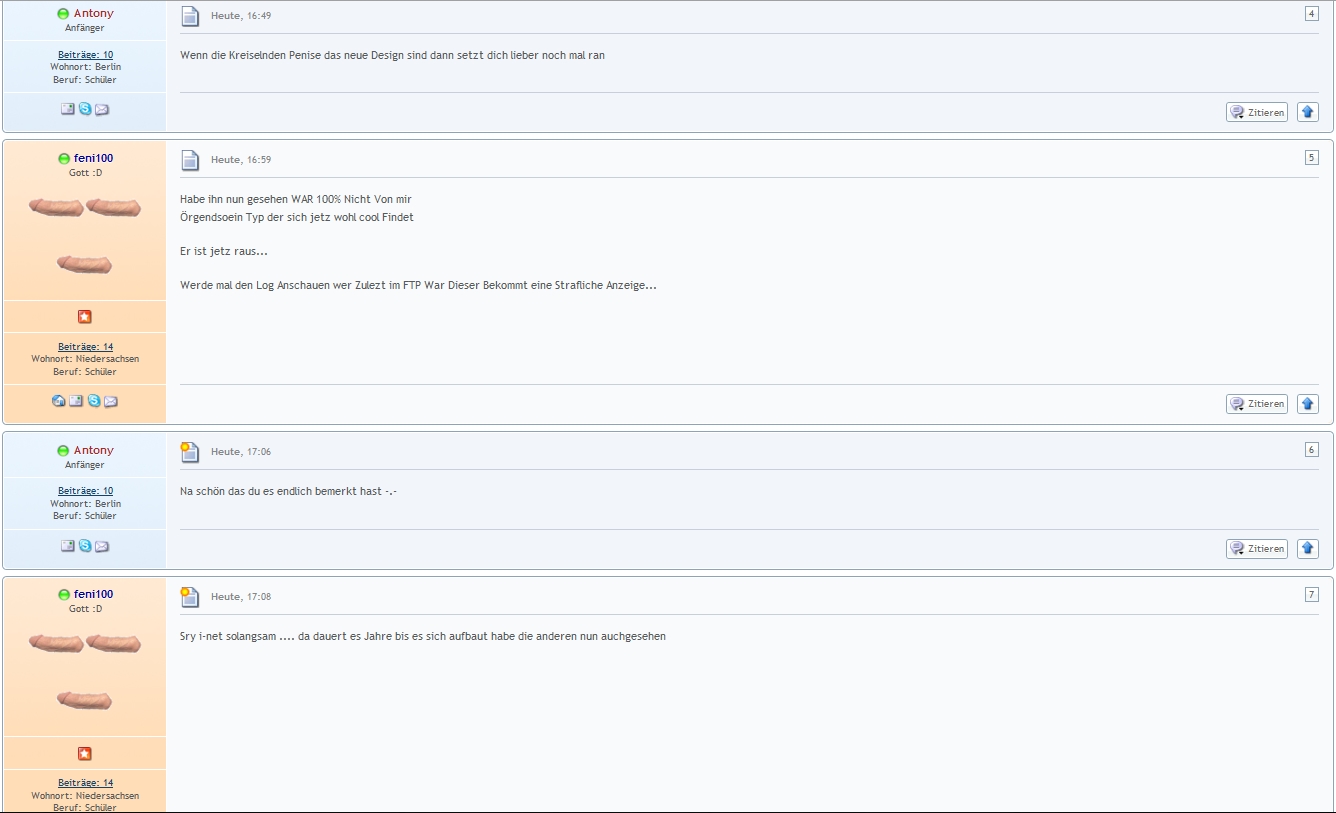 Antony
Anfänger
Beiträge: 10
Wohnort: Berlin
Beruf: Schüler
Heute, 16:49
4
Wenn die Kreiselnden Penise das neue Design sind dann setzt dich lieber noch mal ran
Zitieren
feni100
Gott :D
Beiträge: 14
Wohnort: Niedersachsen
Beruf: Schüler
Heute, 16:59
5
Habe ihn nun gesehen WAR 100% Nicht Von mir
Örgendsoein Typ der sich jetz wohl cool Findet
Er ist jetz raus...
Werde mal den Log Anschauen wer Zulezt im FTP War Dieser Bekommt eine Strafliche Anzeige...
Zitieren
Antony
Anfänger
Beiträge: 10
Wohnort: Berlin
Beruf: Schüler
Heute, 17:06
6
Na schön das du es endlich bemerkt hast -.-
Zitieren
feni100
Gott :D
Beiträge: 14
Wohnort: Niedersachsen
Beruf: Schüler
Heute, 17:08
7
Sry i-net solangsam .... da dauert es Jahre bis es sich aufbaut habe die anderen nun auchgesehen